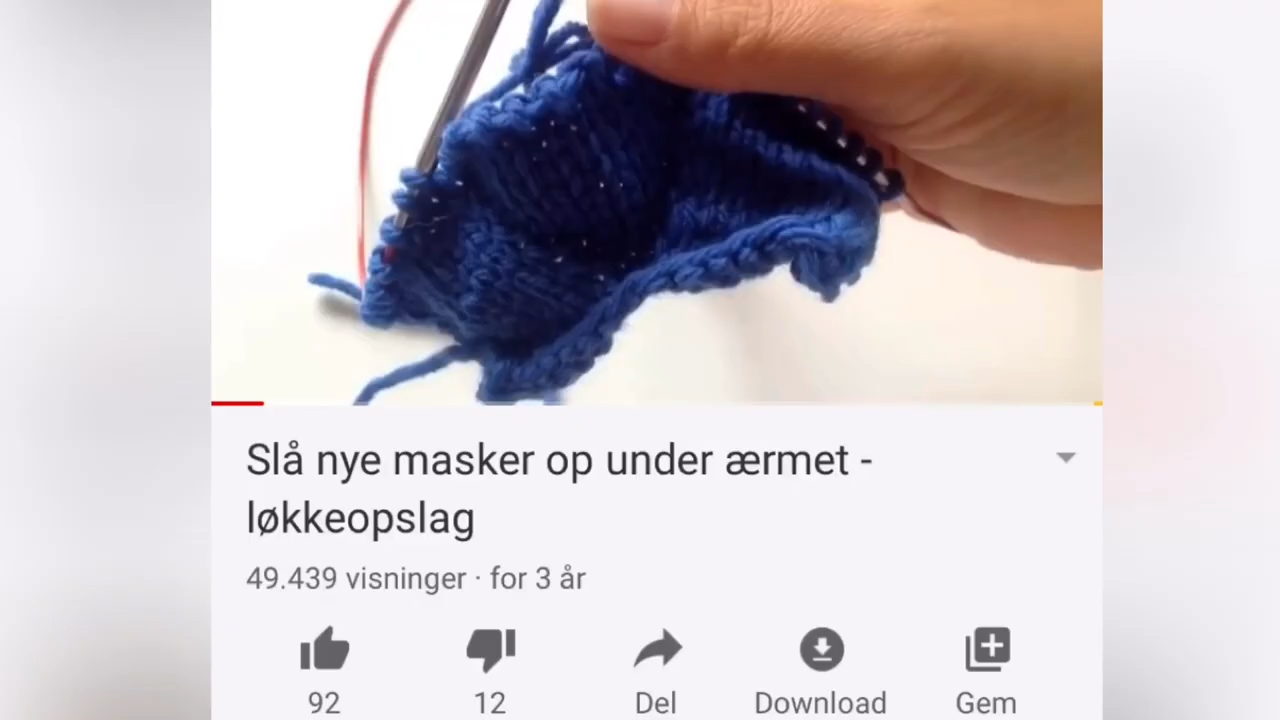 Slå nye masker op under ærmet -
løkkeopslag
49.439 visninger · for 3 år
92 12 Del Download Gem